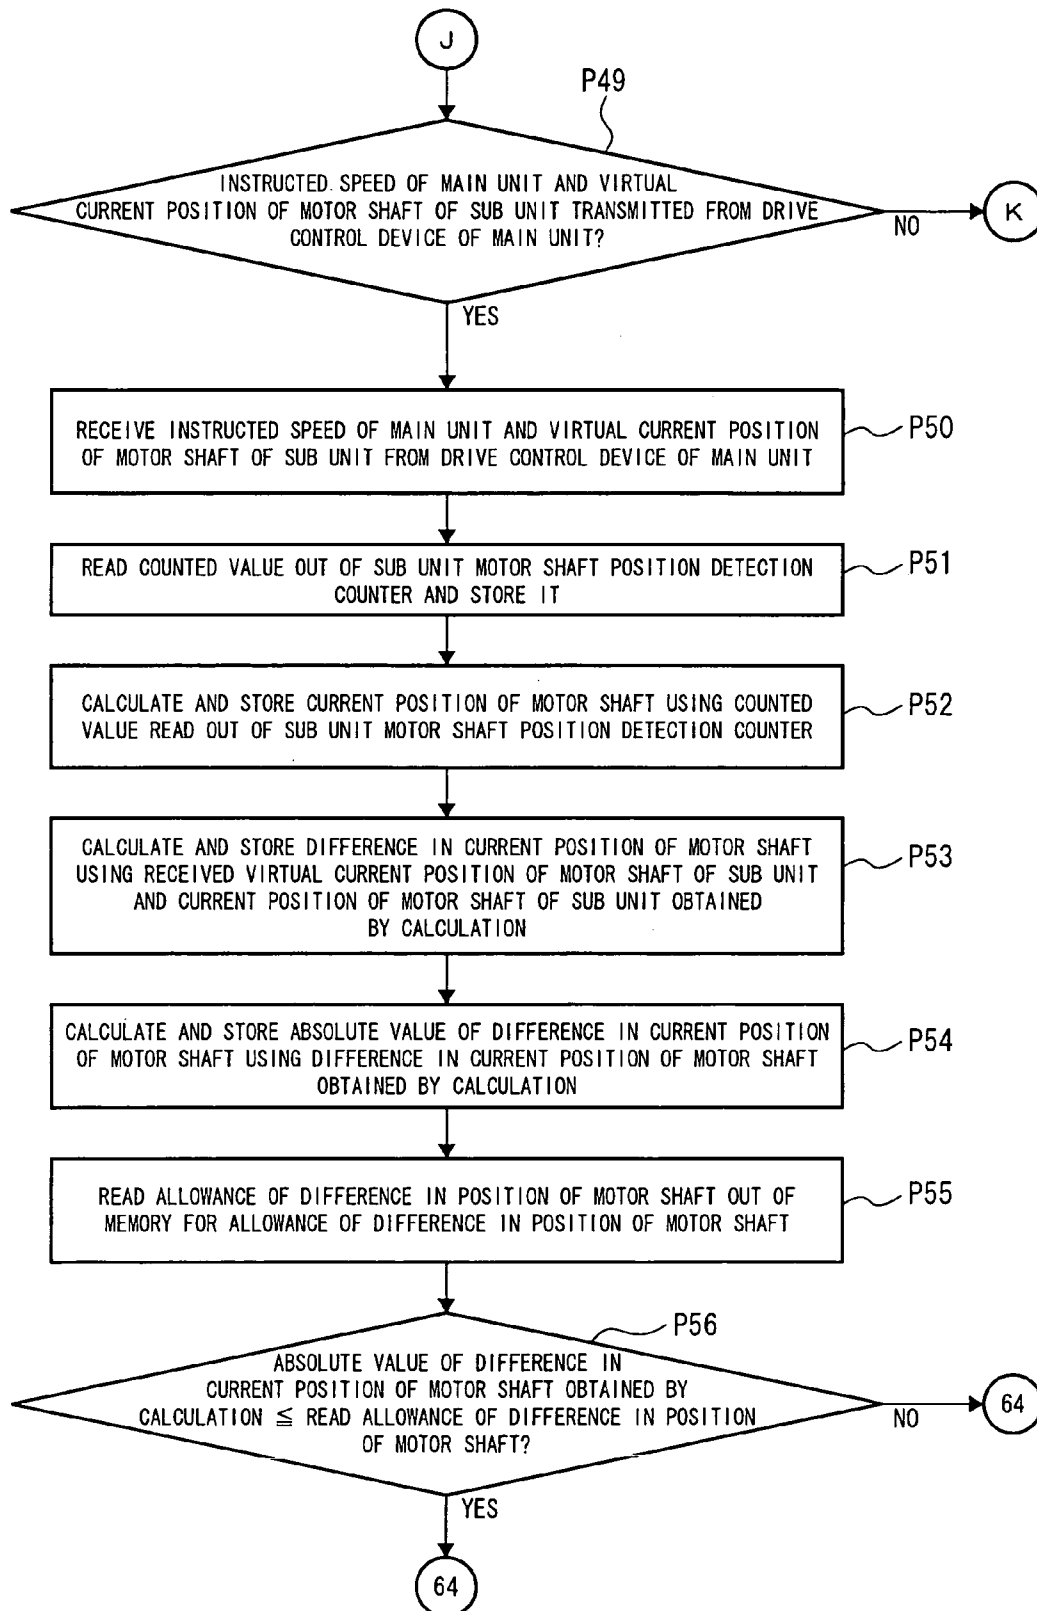 J
P49
INSTRUCTED SPEED OF MAIN UNIT AND VIRTUAL
CURRENT POSITION OF MOTOR SHAFT OF SUB UNIT TRANSMITTED FROM DRIVE
CONTROL DEVICE OF MAIN UNIT?
NO
K
YES
RECEIVE INSTRUCTED SPEED OF MAIN UNIT AND VIRTUAL CURRENT POSITION
OF MOTOR SHAFT OF SUB UNIT FROM DRIVE CONTROL DEVICE OF MAIN UNIT
P50
READ COUNTED VALUE OUT OF SUB UNIT MOTOR SHAFT POSITION DETECTION
COUNTER AND STORE IT
P51
CALCULATE AND STORE CURRENT POSITION OF MOTOR SHAFT USING COUNTED
VALUE READ OUT OF SUB UNIT MOTOR SHAFT POSITION DETECTION COUNTER
P52
CALCULATE AND STORE DIFFERENCE IN CURRENT POSITION OF MOTOR SHAFT
USING RECEIVED VIRTUAL CURRENT POSITION OF MOTOR SHAFT OF SUB UNIT
AND CURRENT POSITION OF MOTOR SHAFT OF SUB UNIT OBTAINED
BY CALCULATION
P53
CALCULATE AND STORE ABSOLUTE VALUE OF DIFFERENCE IN CURRENT POSITION
OF MOTOR SHAFT USING DIFFERENCE IN CURRENT POSITION OF MOTOR SHAFT
OBTAINED BY CALCULATION
P54
READ ALLOWANCE OF DIFFERENCE IN POSITION OF MOTOR SHAFT OUT OF
MEMORY FOR ALLOWANCE OF DIFFERENCE IN POSITION OF MOTOR SHAFT
P55
P56
ABSOLUTE VALUE OF DIFFERENCE IN
CURRENT POSITION OF MOTOR SHAFT OBTAINED BY
CALCULATION ≦ READ ALLOWANCE OF DIFFERENCE IN POSITION
OF MOTOR SHAFT?
NO
64
YES
64